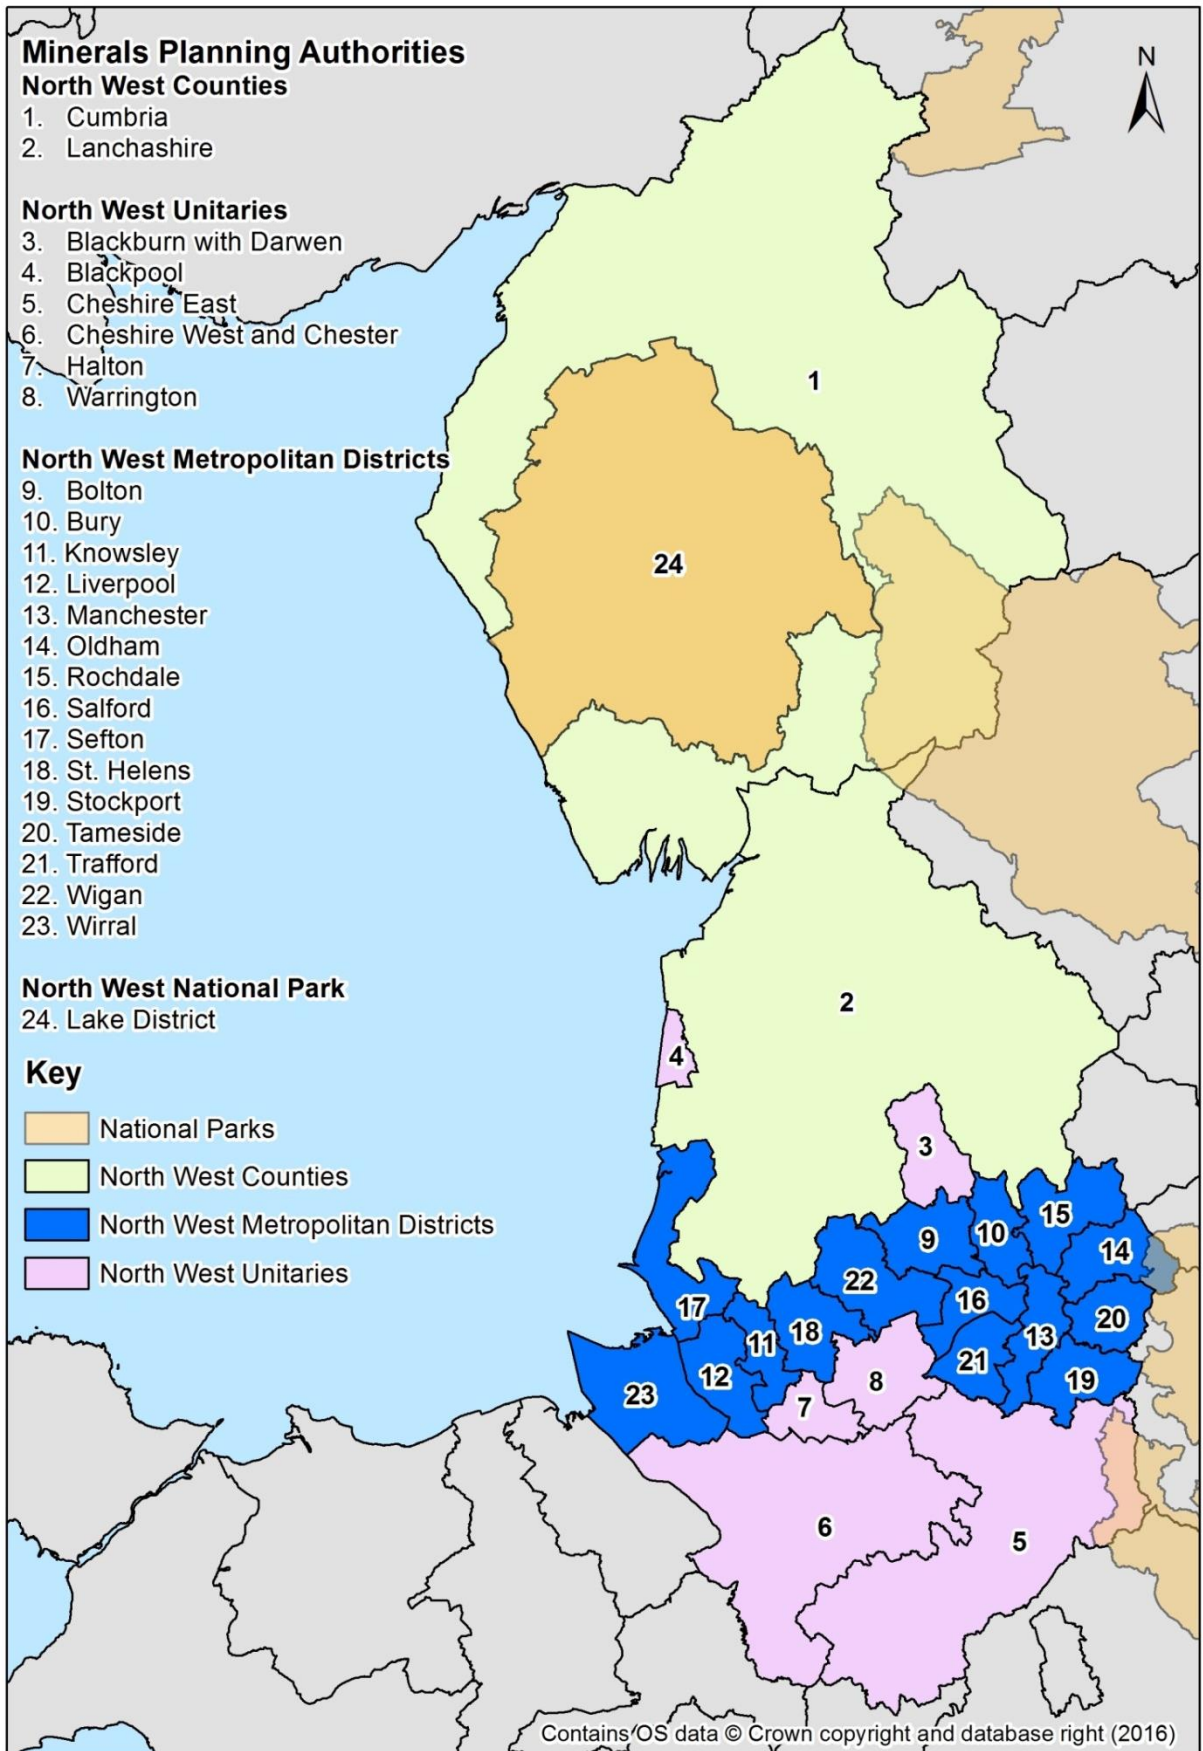 Minerals Planning Authorities
North West Counties
1. Cumbria
2. Lanchashire
North West Unitaries
3. Blackburn with Darwen
4. Blackpool
5. Cheshire East
6. Cheshire West and Chester
7. Halton
8. Warrington
North West Metropolitan Districts
9. Bolton
10. Bury
11. Knowsley
12. Liverpool
13. Manchester
14. Oldham
15. Rochdale
16. Salford
17. Sefton
18. St. Helens
19. Stockport
20. Tameside
21. Trafford
22. Wigan
23. Wirral
North West National Park
24. Lake District
Key
National Parks
North West Counties
North West Metropolitan Districts
North West Unitaries
N
1
24
2
4
3
15
10
9
14
22
16
17
20
18
13
11
21
12
8
19
23
7
6
5
Contains OS data © Crown copyright and database right (2016)